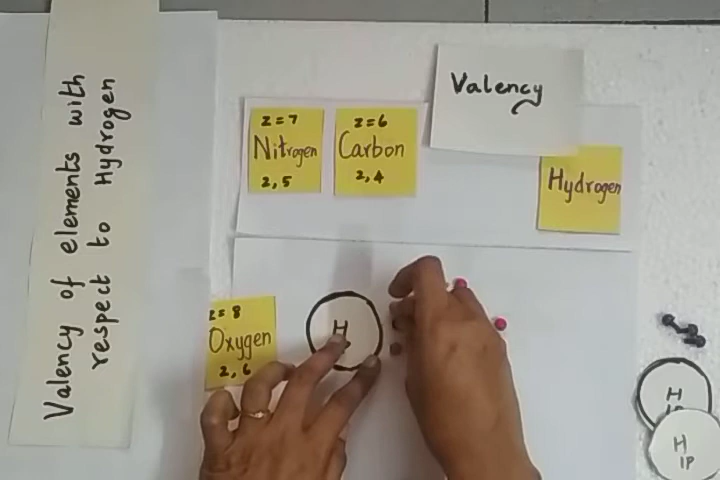 Valency of elements with
respect to Hydrogen
Valency
Z=7
Nitrogen
2,5
Z=6
Carbon
2,4
Hydrogen
Z=8
Oxygen
2,6
H
H
H
1P